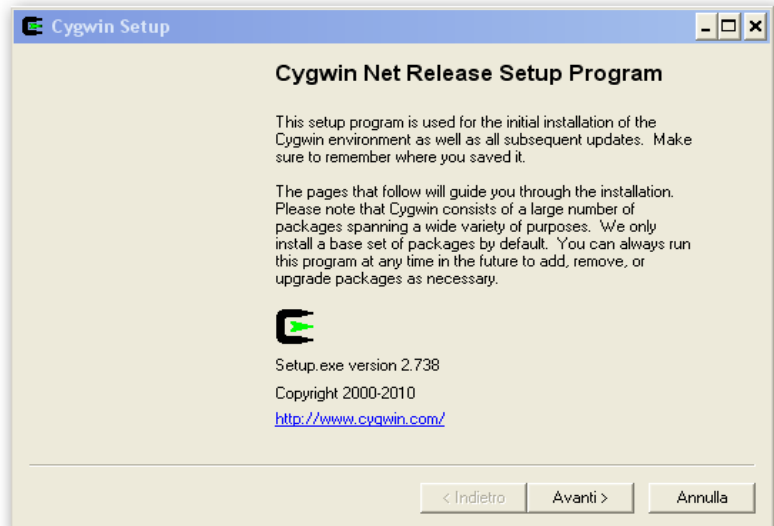 Cygwin Setup
Cygwin Net Release Setup Program
This setup program is used for the initial installation of the
Cygwin environment as well as all subsequent updates.  Make
sure to remember where you saved it.
The pages that follow will guide you through the installation.
Please note that Cygwin consists of a large number of
packages spanning a wide variety of purposes.  We only
install a base set of packages by default.  You can always run
this program at any time in the future to add, remove, or
upgrade packages as necessary.
Setup.exe version 2.738
Copyright 2000-2010
http://www.cygwin.com/
< Indietro  Avanti >  Annulla